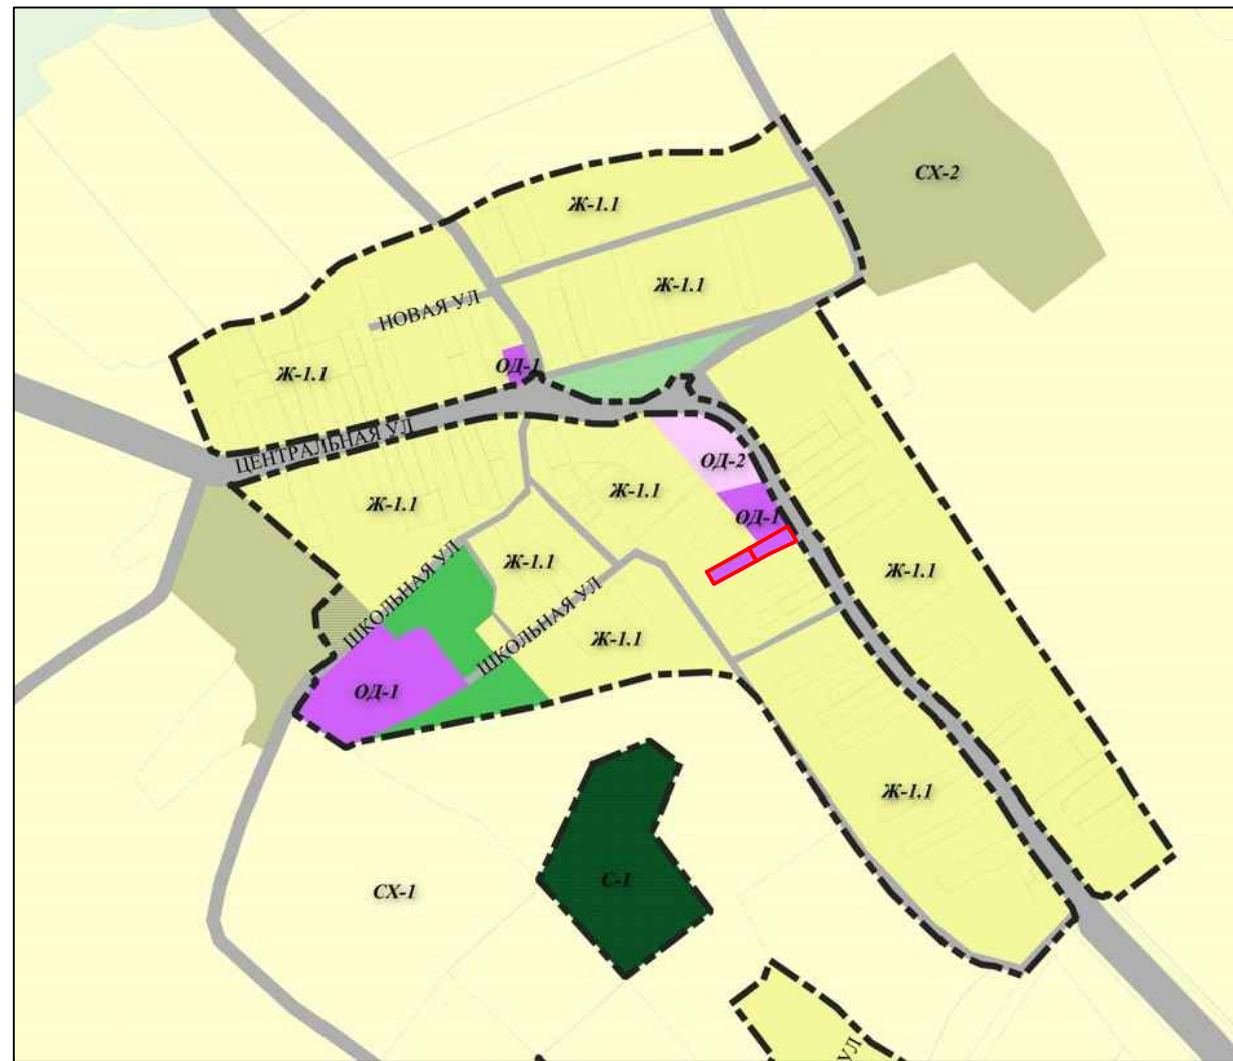 СХ-2
Ж-1.1
Ж-1.1
НОВАЯ УЛ
ОД-1
Ж-1.1
ЦЕНТРАЛЬНАЯ УЛ
ОД-2
Ж-1.1
Ж-1.1
ОД-1
Ж-1.1
Ж-1.1
ШКОЛЬНАЯ УЛ
ШКОЛЬНАЯ УЛ
Ж-1.1
ОД-1
Ж-1.1
С-1
СХ-1
УЛ